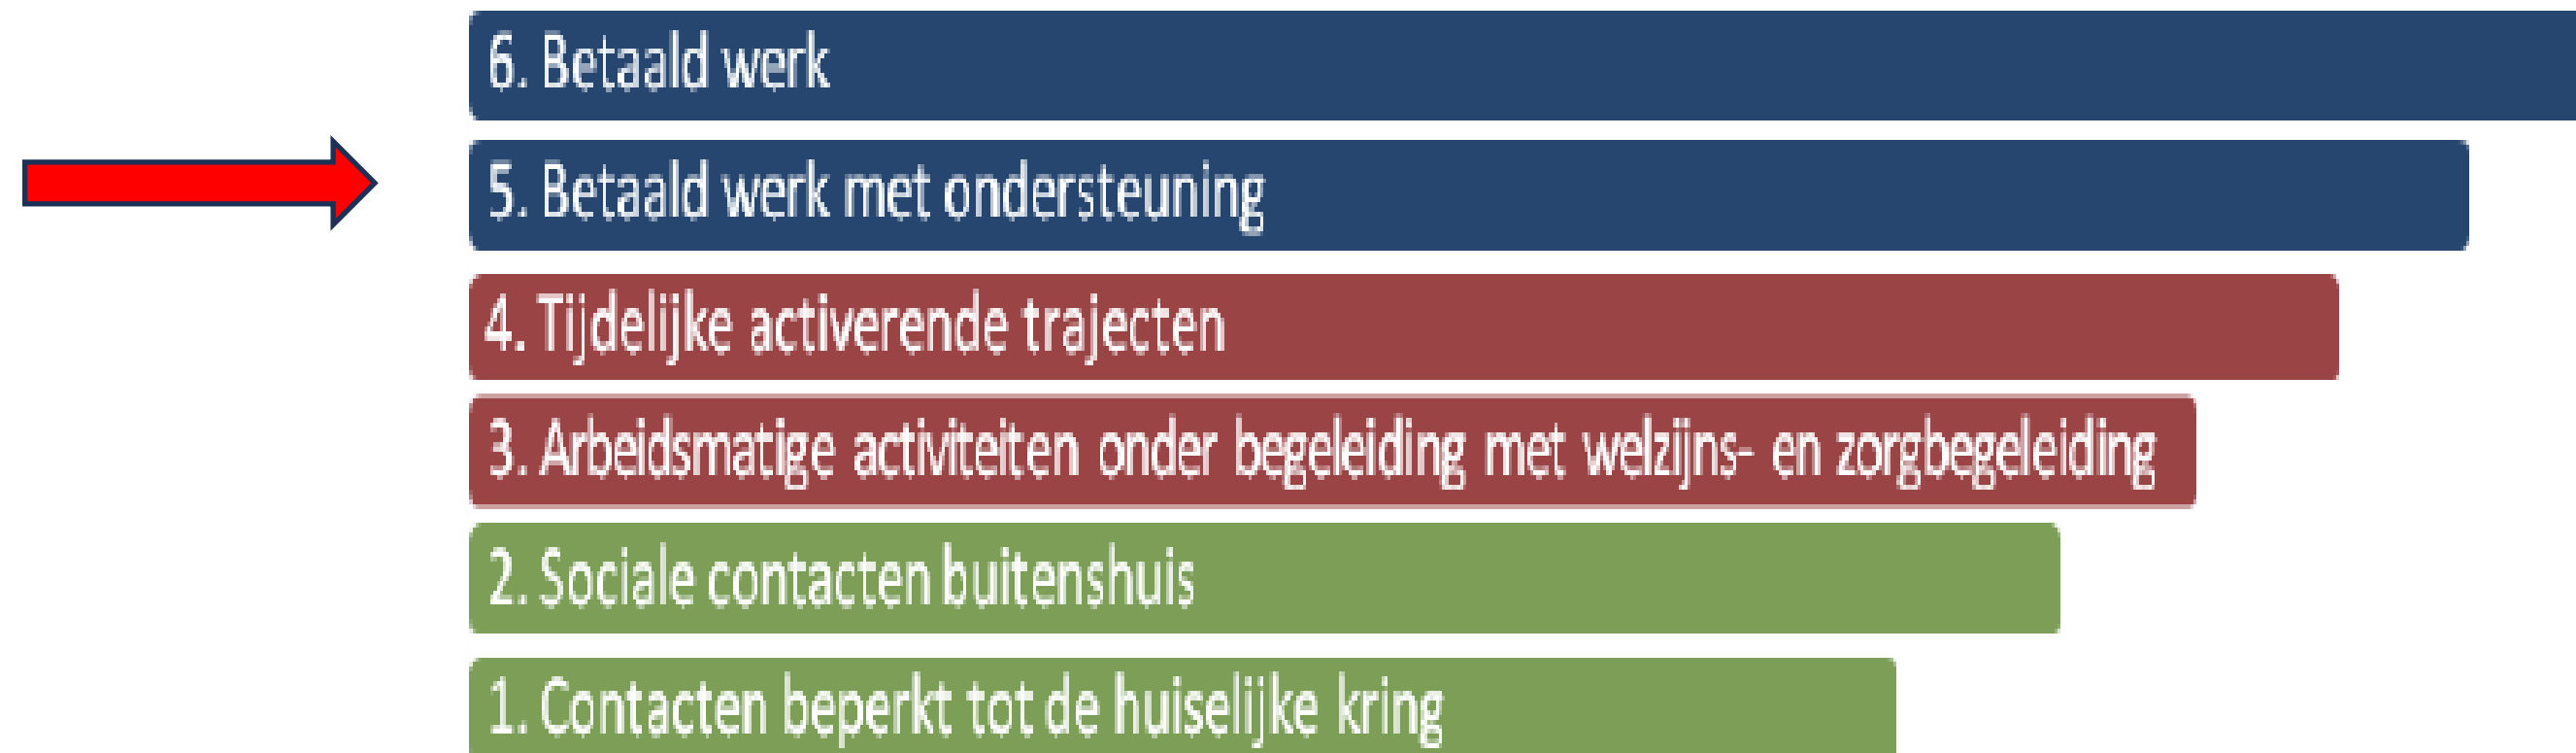 6. Betaald werk
5. Betaald werk met ondersteuning
4. Tijdelijke activerende trajecten
3. Arbeidsmatige activiteiten onder begeleiding met welzijns- en zorgbegeleiding
2. Sociale contacten buitenshuis
1. Contacten beperkt tot de huiselijke kring